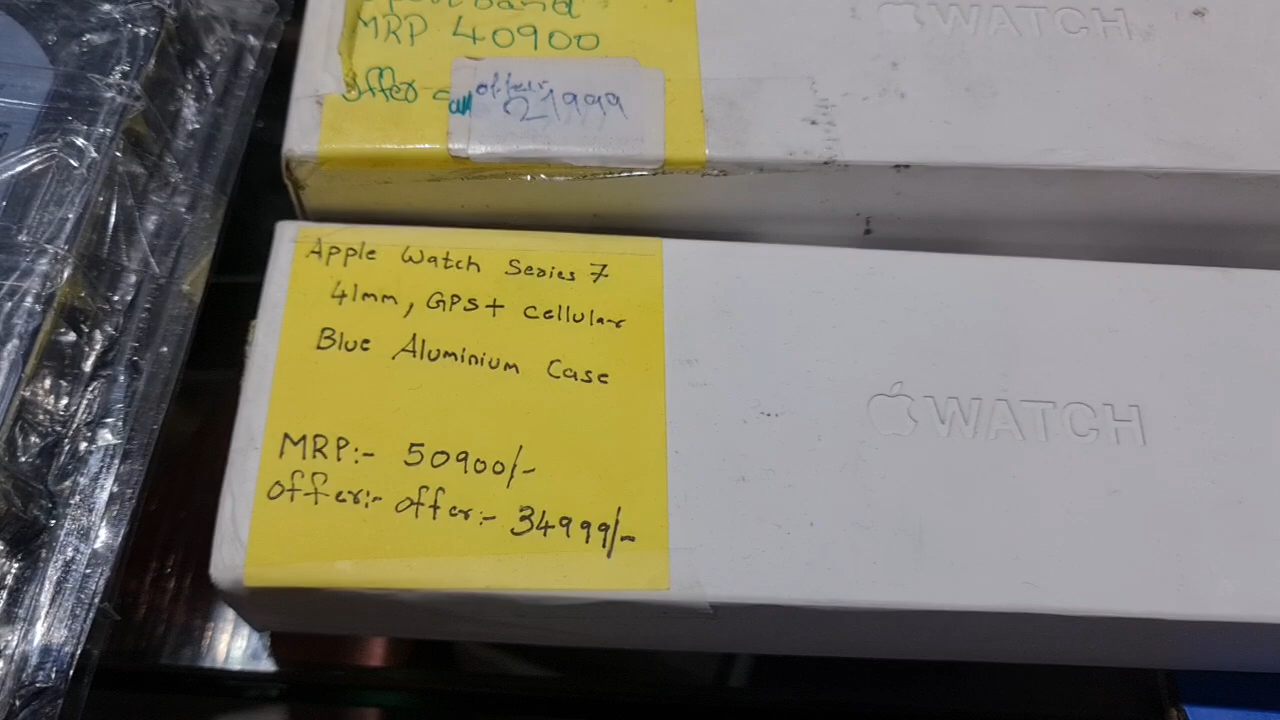 MRP 40900
offer
offer
21999
WATCH
Apple Watch Series 7
41mm, GPS+ Cellular
Blue Aluminium Case
MRP:- 50900/-
offer:- offer:- 34999/-
WATCH